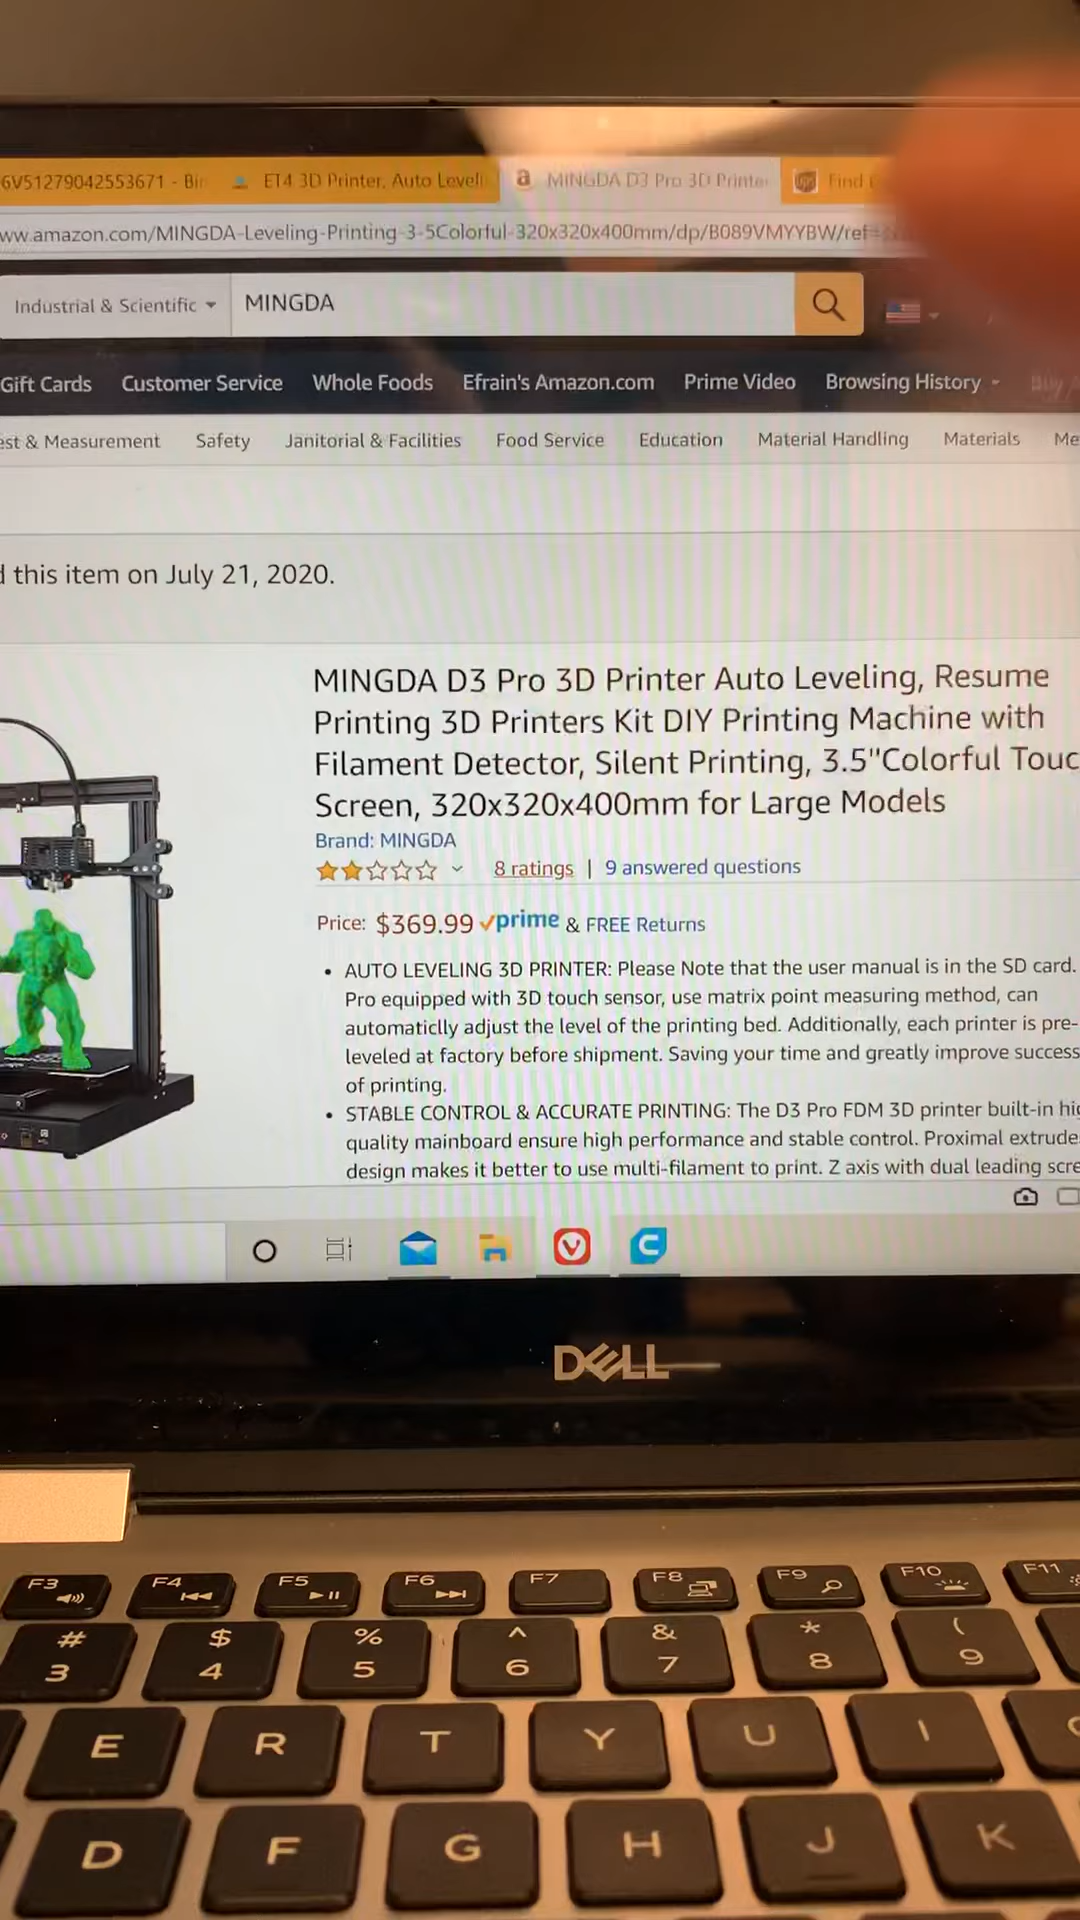 6V51279042553671 - Bin
ET4 3D Printer, Auto Leveli
a MINGDA D3 Pro 3D Printe
Find
ww.amazon.com/MINGDA-Leveling-Printing-3-5Colorful-320x320x400mm/dp/B089VMYYBW/ref=
Industrial & Scientific
MINGDA
Gift Cards Customer Service Whole Foods Efrain's Amazon.com Prime Video Browsing History Buy
est & Measurement Safety Janitorial & Facilities Food Service Education Material Handling Materials Me
d this item on July 21, 2020.
MINGDA D3 Pro 3D Printer Auto Leveling, Resume
Printing 3D Printers Kit DIY Printing Machine with
Filament Detector, Silent Printing, 3.5"Colorful Touc
Screen, 320x320x400mm for Large Models
Brand: MINGDA
8 ratings | 9 answered questions
Price: $369.99 prime & FREE Returns
• AUTO LEVELING 3D PRINTER: Please Note that the user manual is in the SD card.
Pro equipped with 3D touch sensor, use matrix point measuring method, can
automaticlly adjust the level of the printing bed. Additionally, each printer is pre-
leveled at factory before shipment. Saving your time and greatly improve success
of printing.
• STABLE CONTROL & ACCURATE PRINTING: The D3 Pro FDM 3D printer built-in hig
quality mainboard ensure high performance and stable control. Proximal extrude
design makes it better to use multi-filament to print. Z axis with dual leading scre
DELL
F3 F4 F5 F6 F7 F8 F9 F10 F11
# $ % ^ & * (
3 4 5 6 7 8 9
E R T Y U I
D F G H J K